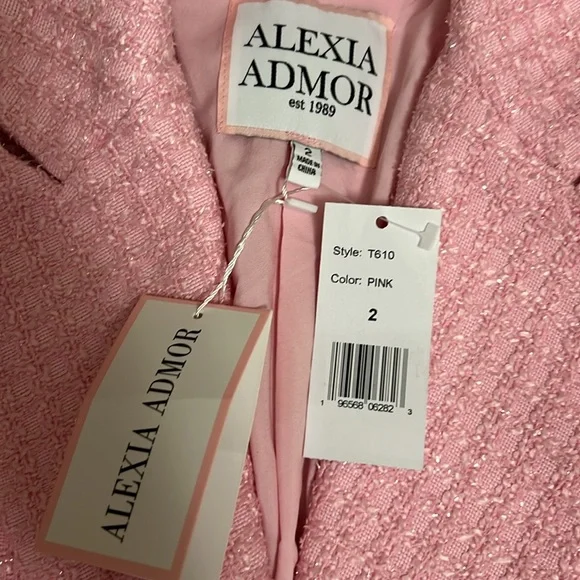 ALEXIA
ADMOR
est 1989
2
MADE IN
CHINA
Style: T610
Color: PINK
2
1 96568 06282 3
ALEXIA ADMOR